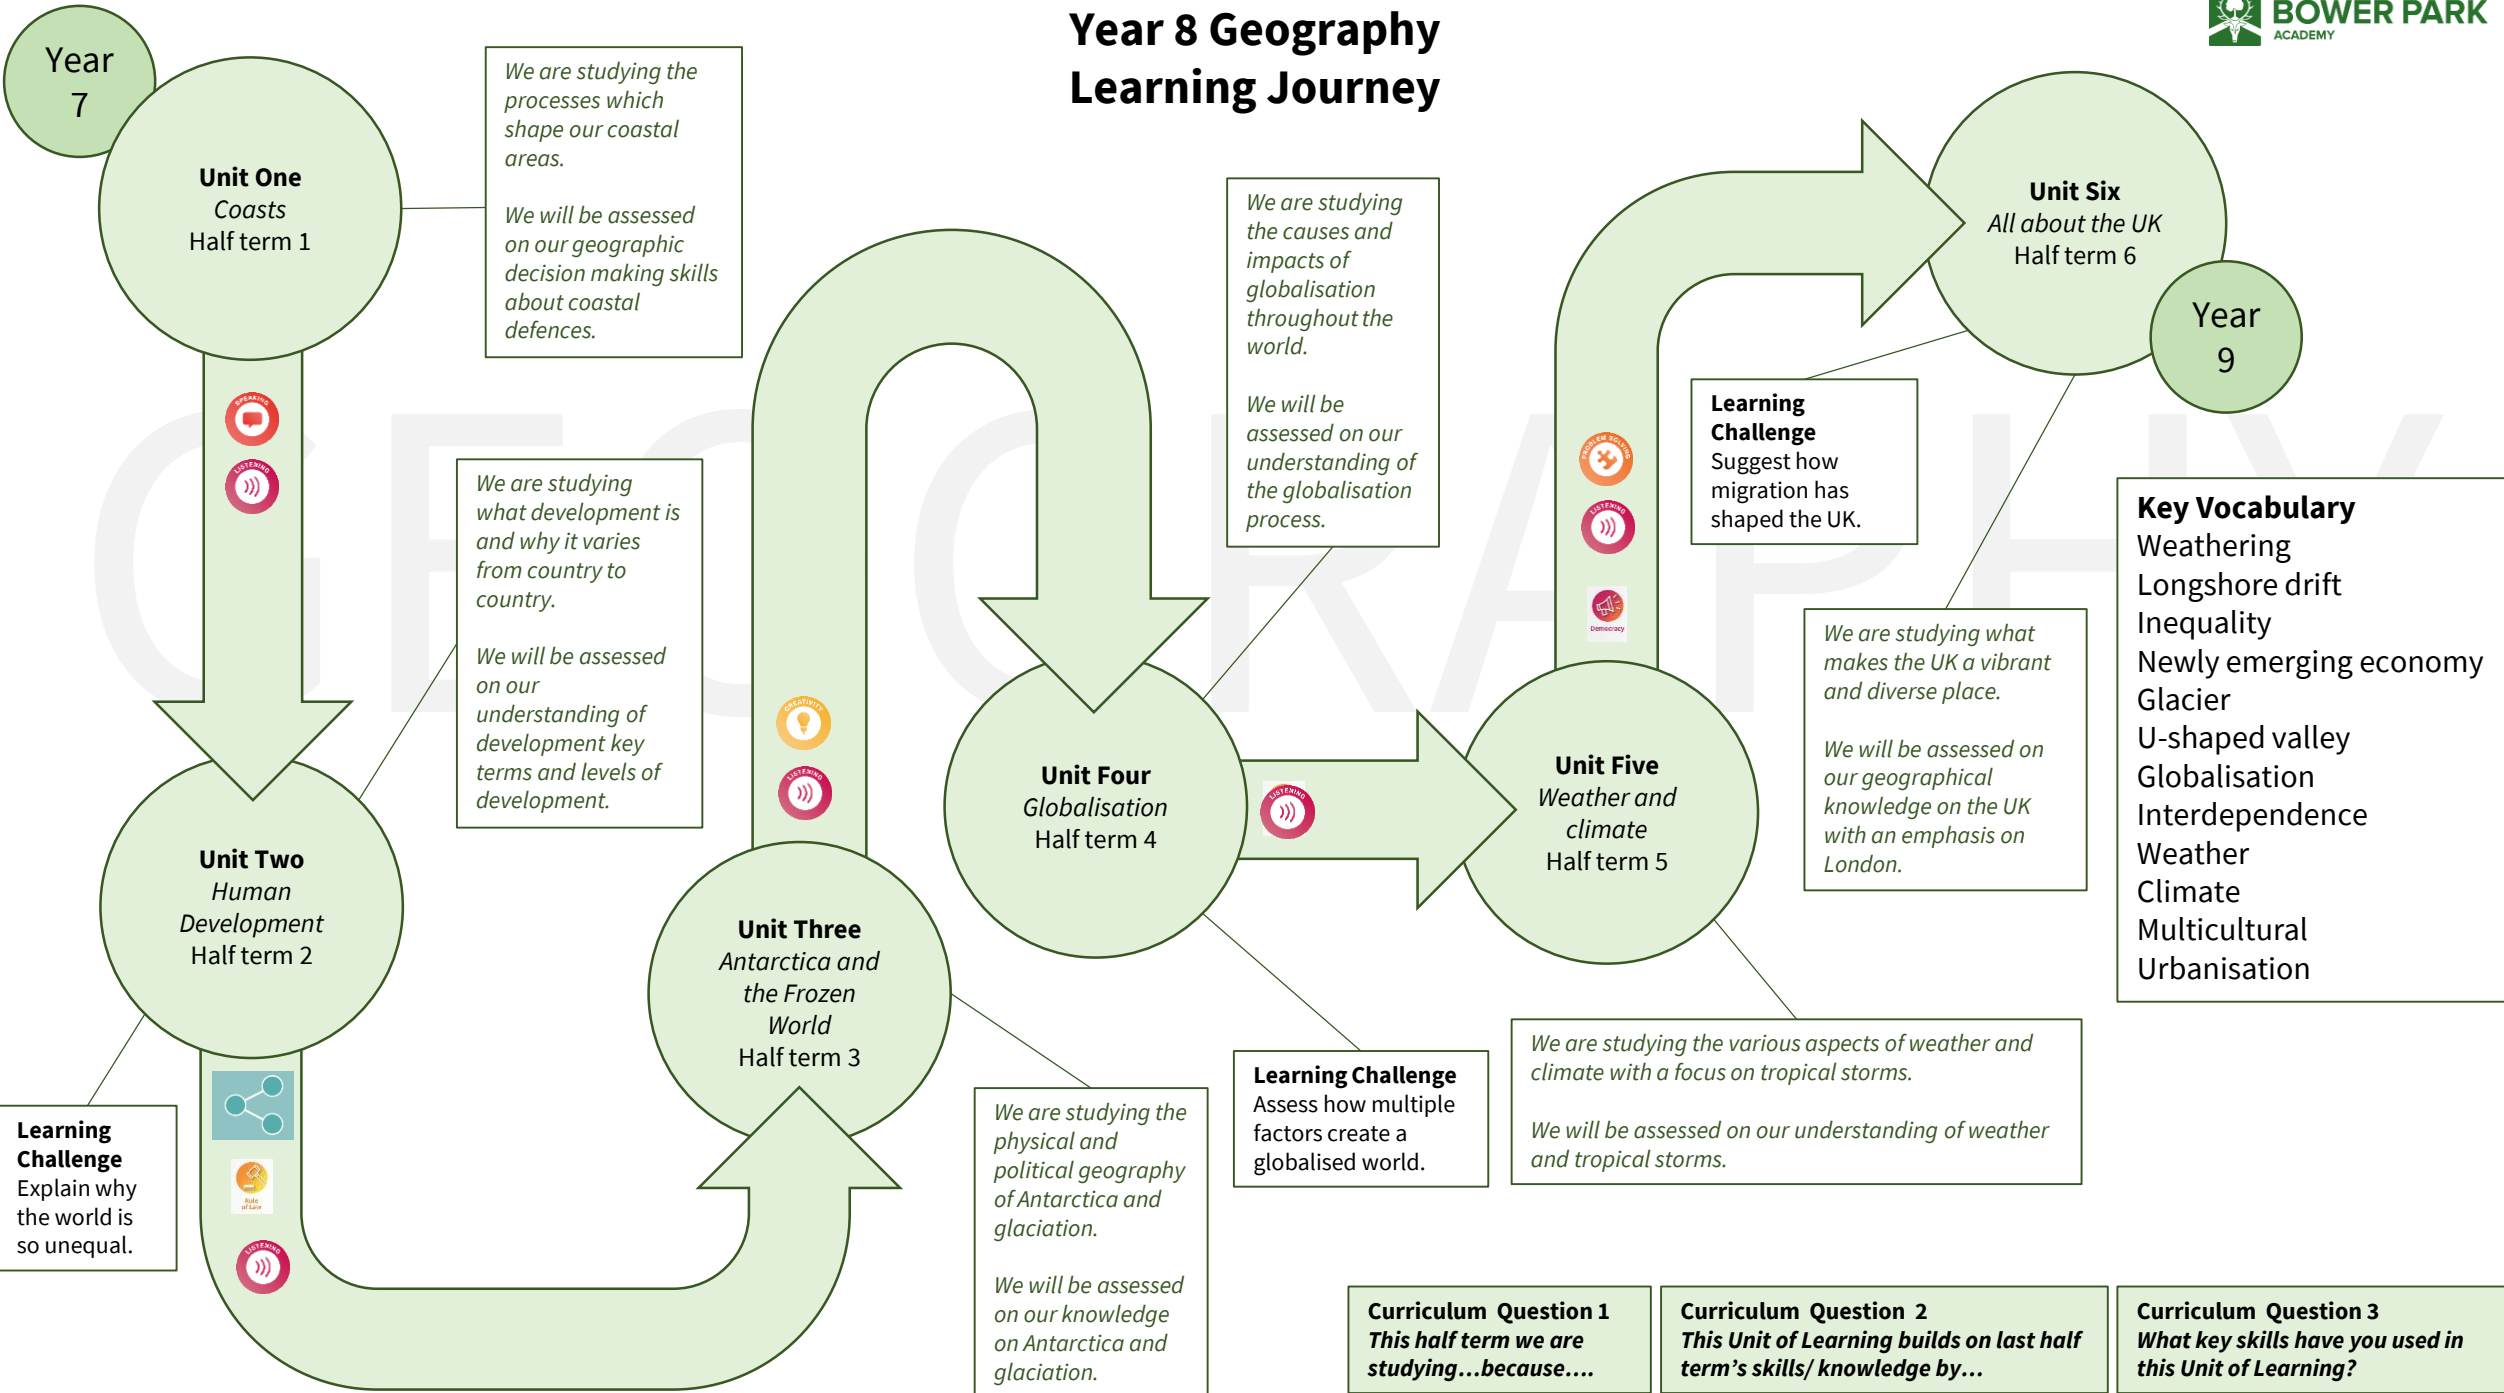 Year 8 Geography
Learning Journey
BOWER PARK
ACADEMY
Year
7
Unit One
Coasts
Half term 1
We are studying the
processes which
shape our coastal
areas.
We will be assessed
on our geographic
decision making skills
about coastal
defences.
SPEAKING
LISTENING
GEOGRAPHY
We are studying
what development is
and why it varies
from country to
country.
We will be assessed
on our
understanding of
development key
terms and levels of
development.
Unit Two
Human
Development
Half term 2
Learning
Challenge
Explain why
the world is
so unequal.
Rule
of Law
LISTENING
Unit Three
Antarctica and
the Frozen
World
Half term 3
We are studying the
physical and
political geography
of Antarctica and
glaciation.
We will be assessed
on our knowledge
on Antarctica and
glaciation.
CREATIVITY
LISTENING
Unit Four
Globalisation
Half term 4
We are studying
the causes and
impacts of
globalisation
throughout the
world.
We will be
assessed on our
understanding of
the globalisation
process.
Learning Challenge
Assess how multiple
factors create a
globalised world.
LISTENING
Unit Five
Weather and
climate
Half term 5
We are studying the various aspects of weather and
climate with a focus on tropical storms.
We will be assessed on our understanding of weather
and tropical storms.
PROBLEM SOLVING
LISTENING
Democracy
Unit Six
All about the UK
Half term 6
Year
9
Learning
Challenge
Suggest how
migration has
shaped the UK.
We are studying what
makes the UK a vibrant
and diverse place.
We will be assessed on
our geographical
knowledge on the UK
with an emphasis on
London.
Key Vocabulary
Weathering
Longshore drift
Inequality
Newly emerging economy
Glacier
U-shaped valley
Globalisation
Interdependence
Weather
Climate
Multicultural
Urbanisation
Curriculum Question 1
This half term we are
studying...because....
Curriculum Question 2
This Unit of Learning builds on last half
term's skills/ knowledge by...
Curriculum Question 3
What key skills have you used in
this Unit of Learning?